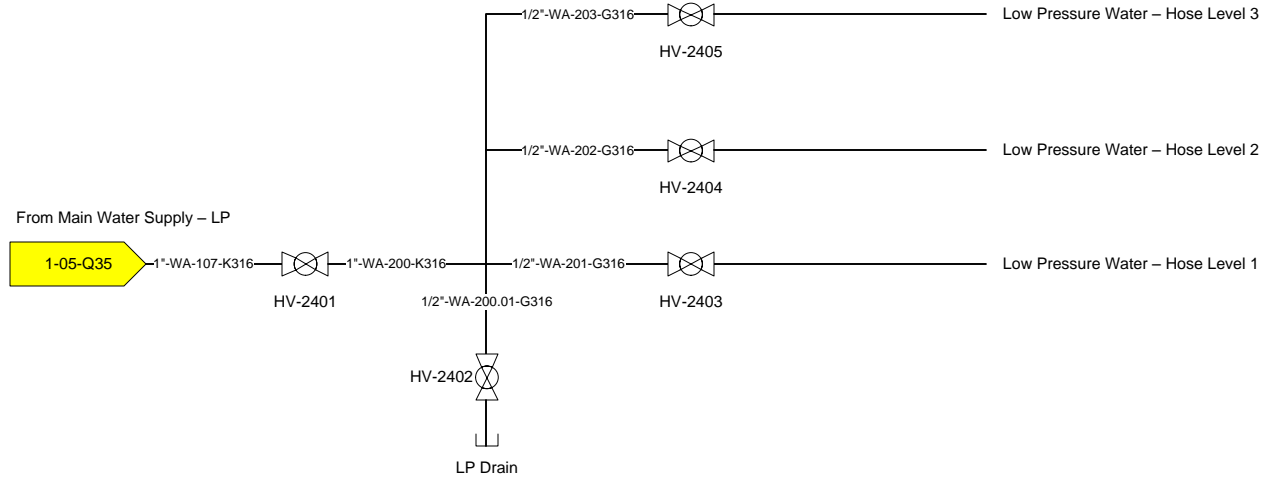 1/2"-WA-203-G316
Low Pressure Water – Hose Level 3
HV-2405
1/2"-WA-202-G316
Low Pressure Water – Hose Level 2
HV-2404
From Main Water Supply – LP
1-05-Q35
1"-WA-107-K316
1"-WA-200-K316
1/2"-WA-201-G316
Low Pressure Water – Hose Level 1
HV-2401
1/2"-WA-200.01-G316
HV-2403
HV-2402
LP Drain